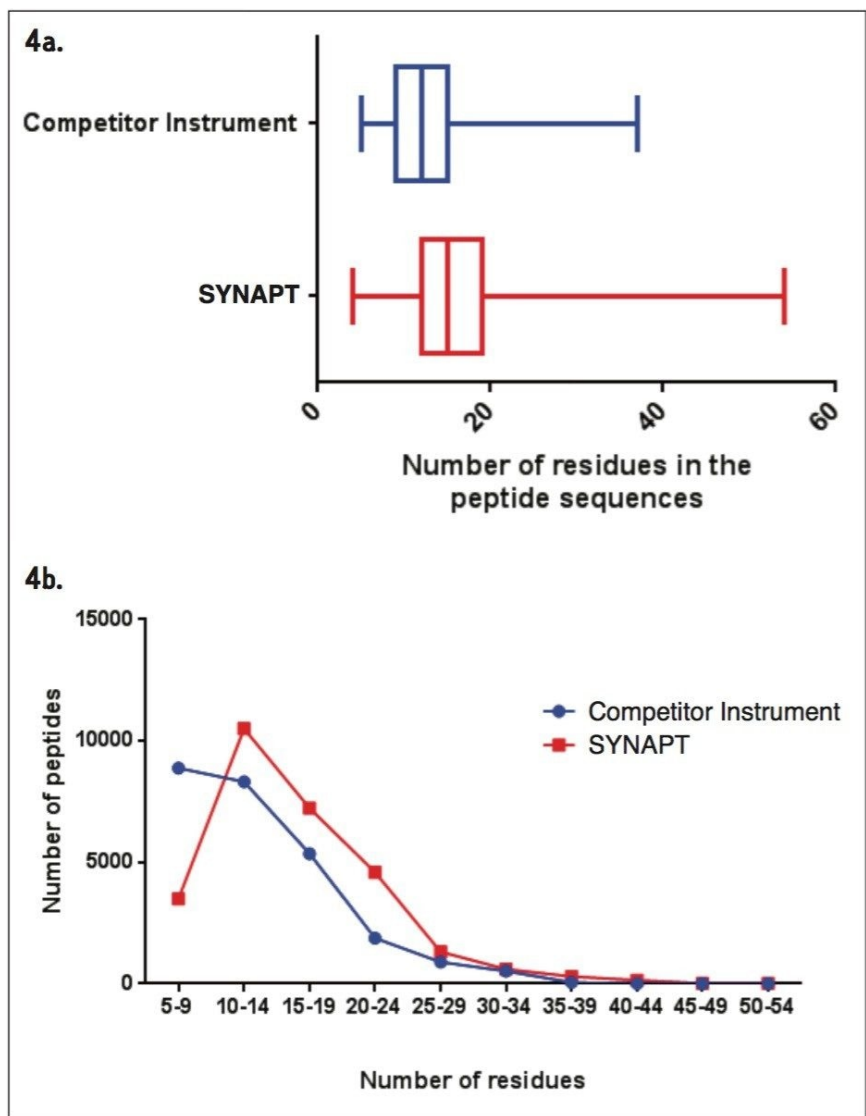 4a.
Competitor Instrument
SYNAPT
0
20
40
60
Number of residues in the
peptide sequences
4b.
15000
10000
5000
0
Number of peptides
Competitor Instrument
SYNAPT
5-9 10-14 15-19 20-24 25-29 30-34 35-39 40-44 45-49 50-54
Number of residues